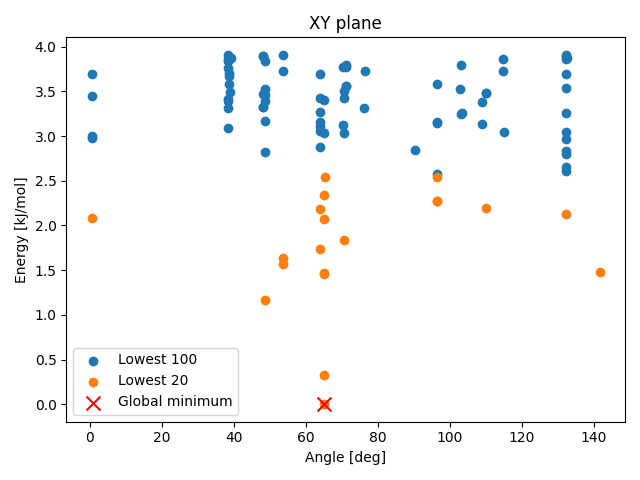 XY plane
Energy [kJ/mol]
4.0
3.5
3.0
2.5
2.0
1.5
1.0
0.5
0.0
Lowest 100
Lowest 20
Global minimum
0
20
40
60
80
100
120
140
Angle [deg]